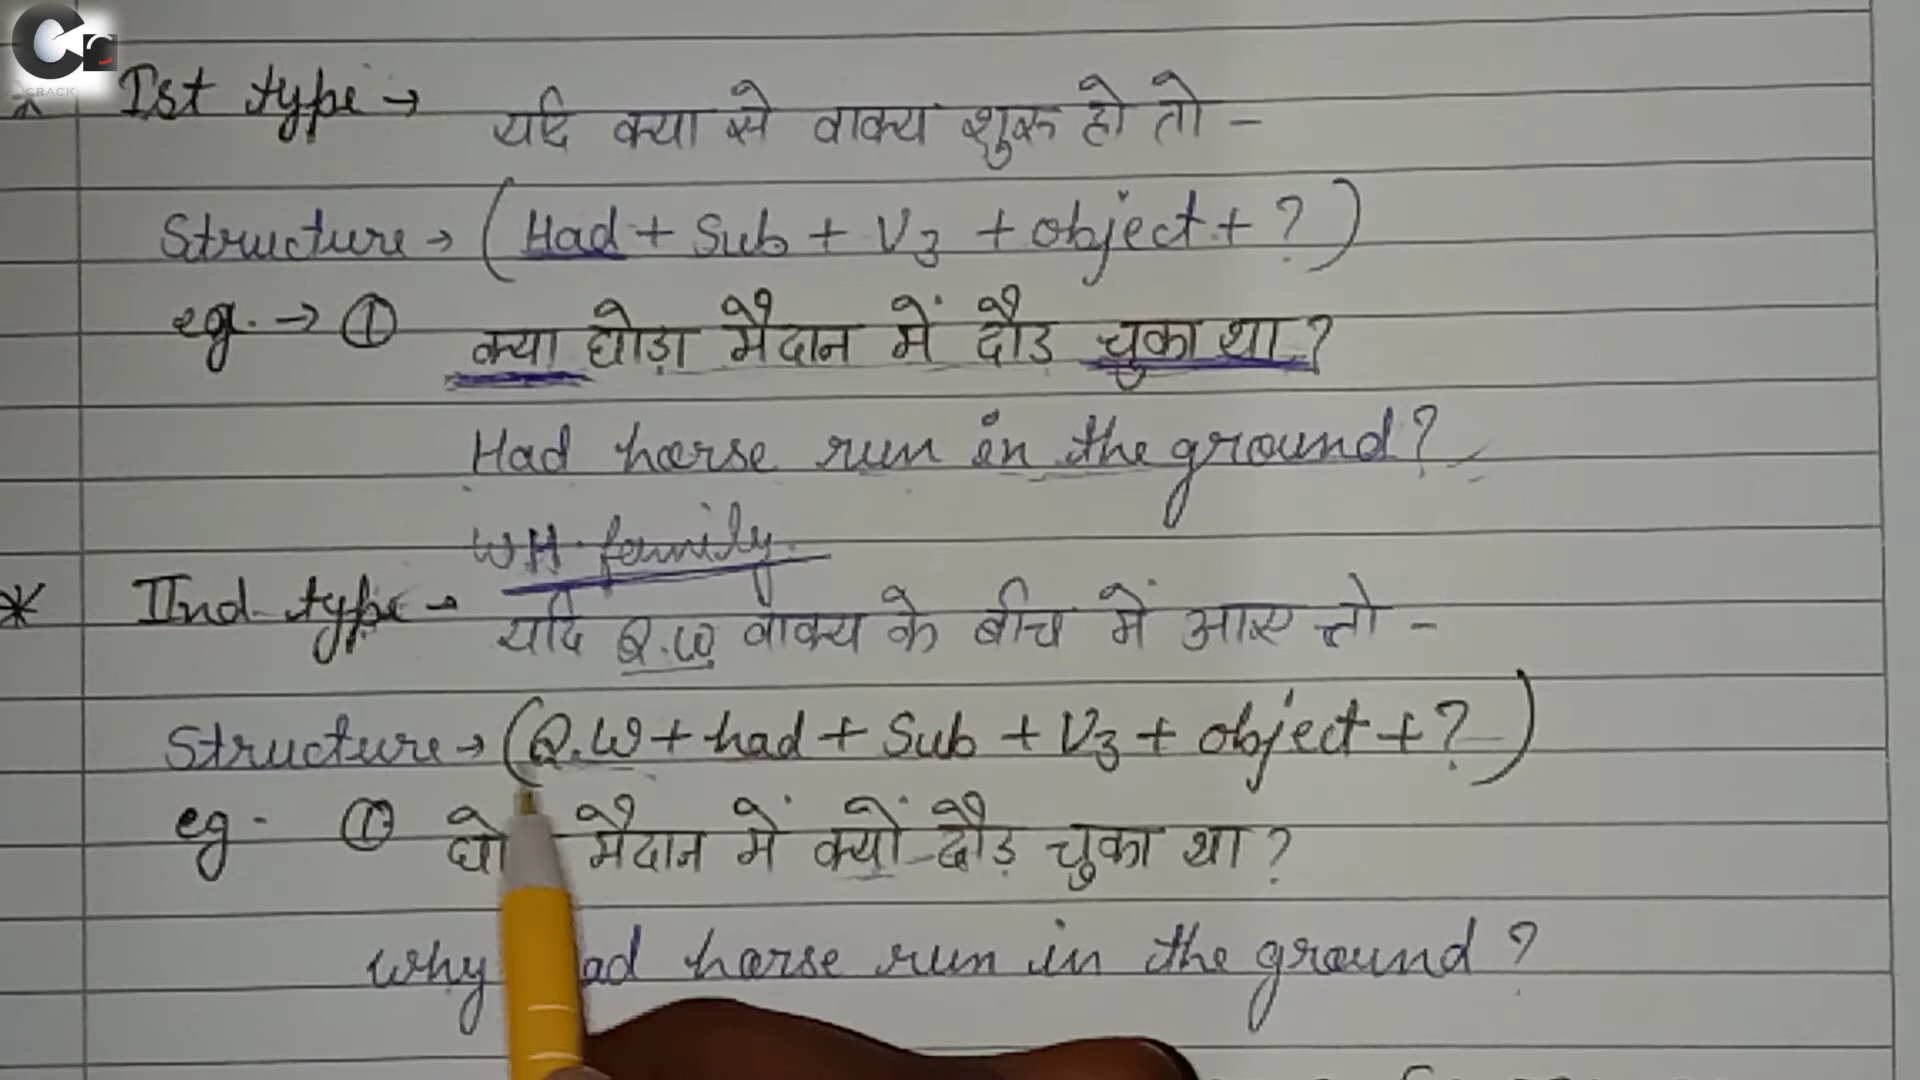 CRACK
Ist type → यदि क्या से वाक्य शुरू हो तो -
Structure → (Had + Sub + V3 + object + ?)
eg. → ① क्या घोड़ा मैदान में दौड़ चुका था ?
Had horse run in the ground ?
WH family.
* IInd type → यदि Q.W वाक्य के बीच में आए तो -
Structure → (Q.W + had + Sub + V3 + object + ?)
eg. ① मैदान में क्यों दौड़ चुका था ?
why horse run in the ground ?